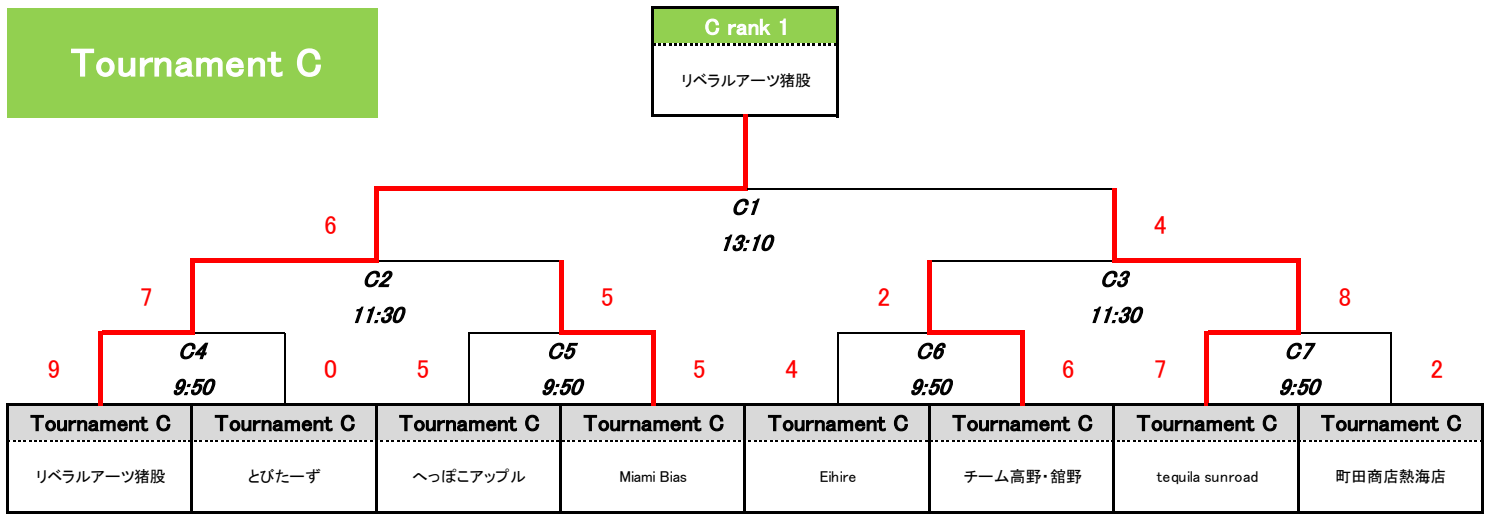 Tournament C
C rank 1
リベラルアーツ猪股
C1
6
4
13:10
C2
C3
7
5
2
8
11:30
11:30
C4
C5
C6
C7
9
0
5
5
4
6
7
2
9:50
9:50
9:50
9:50
Tournament C
Tournament C
Tournament C
Tournament C
Tournament C
Tournament C
Tournament C
Tournament C
リベラルアーツ猪股
とびたーず
へっぽこアップル
Miami Bias
Eihire
チーム高野・舘野
tequila sunroad
町田商店熱海店